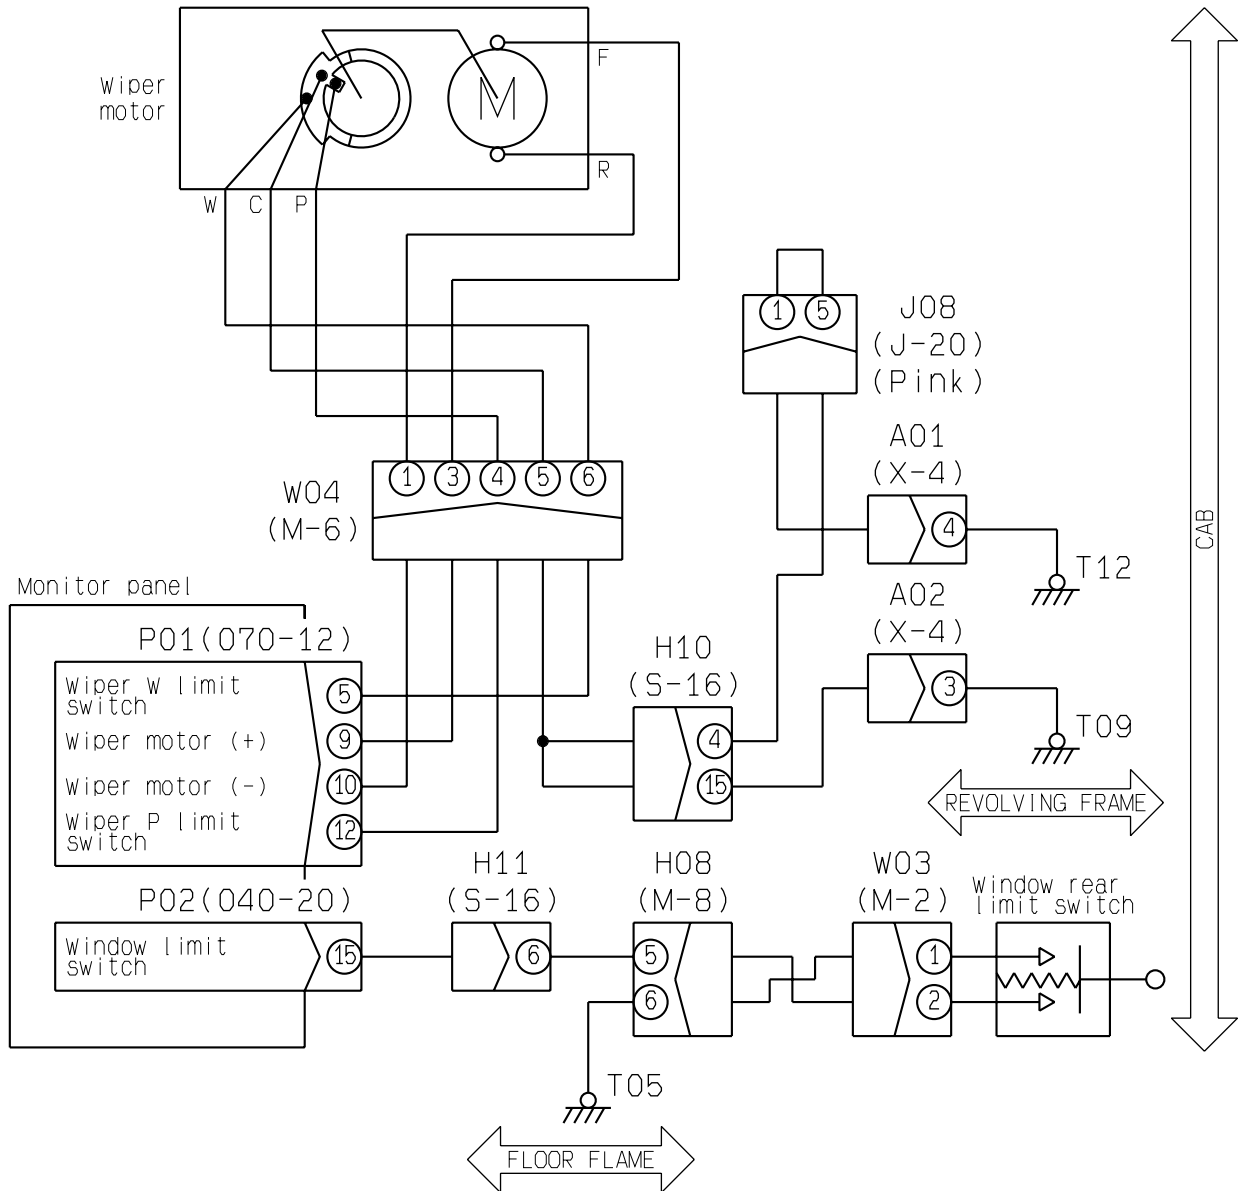 Wiper
motor
M
F
R
W C P
1 5
J08
(J-20)
(Pink)
A01
(X-4)
4
T12
1 3 4 5 6
W04
(M-6)
CAB
Monitor panel
P01(070-12)
Wiper W limit
switch
5
Wiper motor (+)
9
Wiper motor (-)
10
Wiper P limit
switch
12
H10
(S-16)
4
15
A02
(X-4)
3
T09
REVOLVING FRAME
P02(040-20)
Window limit
switch
15
H11
(S-16)
6
H08
(M-8)
5
6
W03
(M-2)
1
2
Window rear
limit switch
T05
FLOOR FLAME